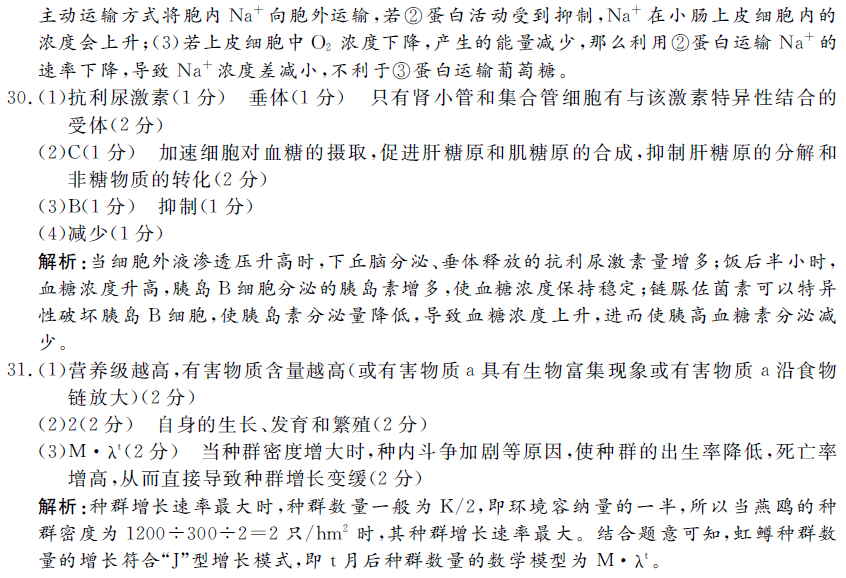 主动运输方式将胞内 Na⁺ 向胞外运输,若②蛋白活动受到抑制,Na⁺ 在小肠上皮细胞内的
浓度会上升;(3)若上皮细胞中 O₂ 浓度下降,产生的能量减少,那么利用②蛋白运输 Na⁺ 的
速率下降,导致 Na⁺ 浓度差减小,不利于③蛋白运输葡萄糖。
30.(1)抗利尿激素(1 分) 垂体(1 分) 只有肾小管和集合管细胞有与该激素特异性结合的
受体(2 分)
(2)C(1 分) 加速细胞对血糖的摄取,促进肝糖原和肌糖原的合成,抑制肝糖原的分解和
非糖物质的转化(2 分)
(3)B(1 分) 抑制(1 分)
(4)减少(1 分)
解析:当细胞外液渗透压升高时,下丘脑分泌、垂体释放的抗利尿激素量增多;饭后半小时,
血糖浓度升高,胰岛 B 细胞分泌的胰岛素增多,使血糖浓度保持稳定;链脲佐菌素可以特异
性破坏胰岛 B 细胞,使胰岛素分泌量降低,导致血糖浓度上升,进而使胰高血糖素分泌减
少。
31.(1)营养级越高,有害物质含量越高(或有害物质 a 具有生物富集现象或有害物质 a 沿食物
链放大)(2 分)
(2)2(2 分) 自身的生长、发育和繁殖(2 分)
(3)M·λᵗ(2 分) 当种群密度增大时,种内斗争加剧等原因,使种群的出生率降低,死亡率
增高,从而直接导致种群增长变缓(2 分)
解析:种群增长速率最大时,种群数量一般为 K/2,即环境容纳量的一半,所以当燕鸥的种
群密度为 1200÷300÷2=2 只/hm² 时,其种群增长速率最大。结合题意可知,虹鳟种群数
量的增长符合“J”型增长模式,即 t 月后种群数量的数学模型为 M·λᵗ。